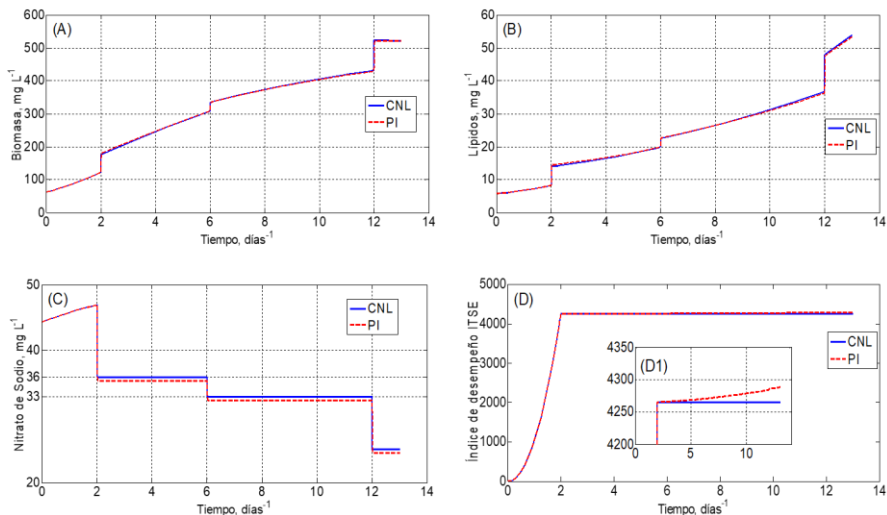 (A)
Biomasa, mg L-1
600
500
400
300
200
100
0
0 2 4 6 8 10 12 14
Tiempo, días-1
CNL
PI
(B)
Lípidos, mg L-1
60
50
40
30
20
10
0
0 2 4 6 8 10 12 14
Tiempo, días-1
CNL
PI
(C)
Nitrato de Sodio, mg L-1
50
40
36
33
20
0 2 4 6 8 10 12 14
Tiempo, días-1
CNL
PI
(D)
Índice de desempeño ITSE
5000
4000
3000
2000
1000
0
0 2 4 6 8 10 12 14
Tiempo, días-1
CNL
PI
(D1)
4350
4300
4250
4200
5 10